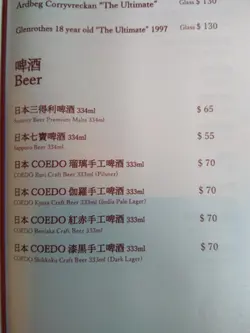 Ardbeg Corryvreckan “The Ultimate” Glass $ 130
Glenrothes 18 year old "The Ultimate" 1997 Glass $ 130
啤酒
Beer
日本三得利啤酒 334ml $ 65
Suntory Beer Premium Malts 334ml
日本七寶啤酒 334ml $ 55
Sapporo Beer 334ml
日本 COEDO 瑠璃手工啤酒 333ml $ 70
COEDO Ruri Craft Beer 333ml (Pilsner)
日本 COEDO 伽羅手工啤酒 333ml $ 70
COEDO Kyara Craft Beer 333ml (India Pale Lager)
日本 COEDO 紅赤手工啤酒 333ml $ 70
COEDO Beniaka Craft Beer 333ml
日本 COEDO 漆黒手工啤酒 333ml $ 70
COEDO Shikkoku Craft Beer 333ml (Dark Lager)